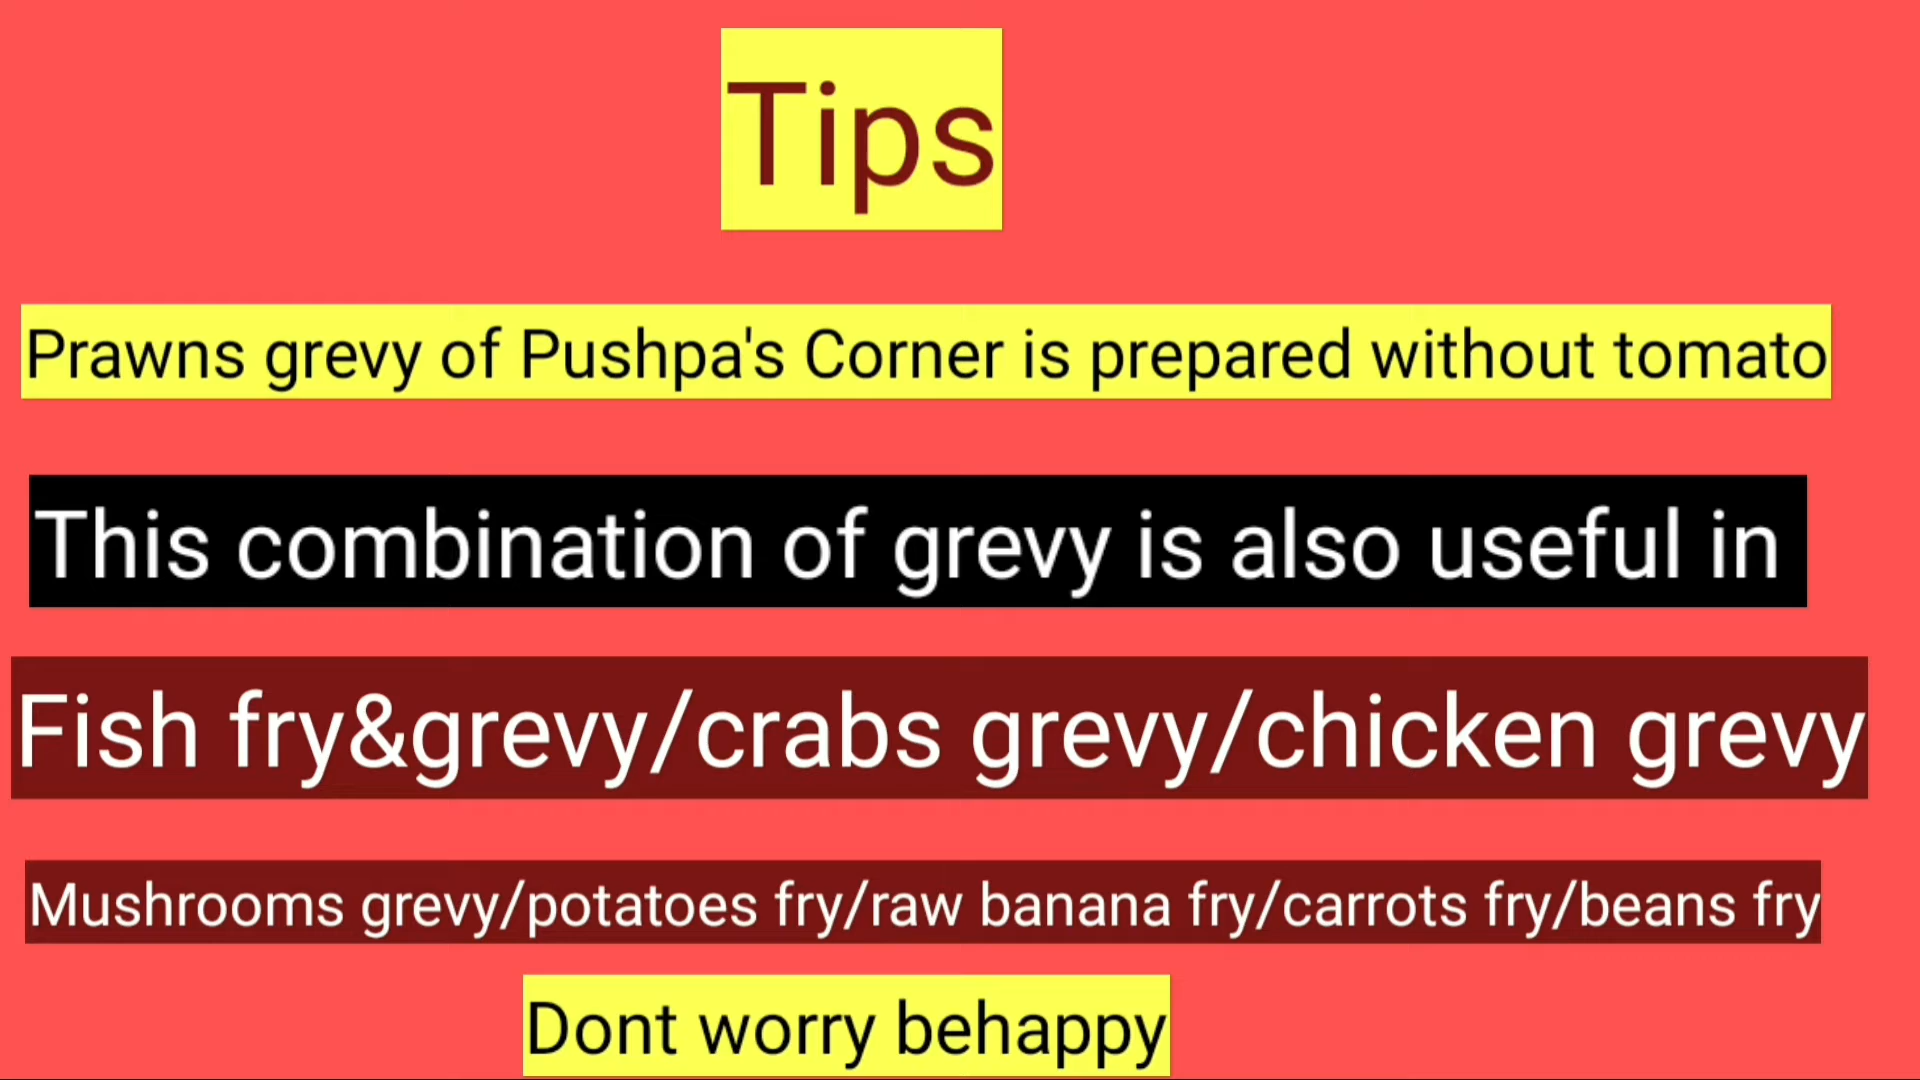 Tips
Prawns grevy of Pushpa's Corner is prepared without tomato
This combination of grevy is also useful in
Fish fry&grevy/crabs grevy/chicken grevy
Mushrooms grevy/potatoes fry/raw banana fry/carrots fry/beans fry
Dont worry behappy